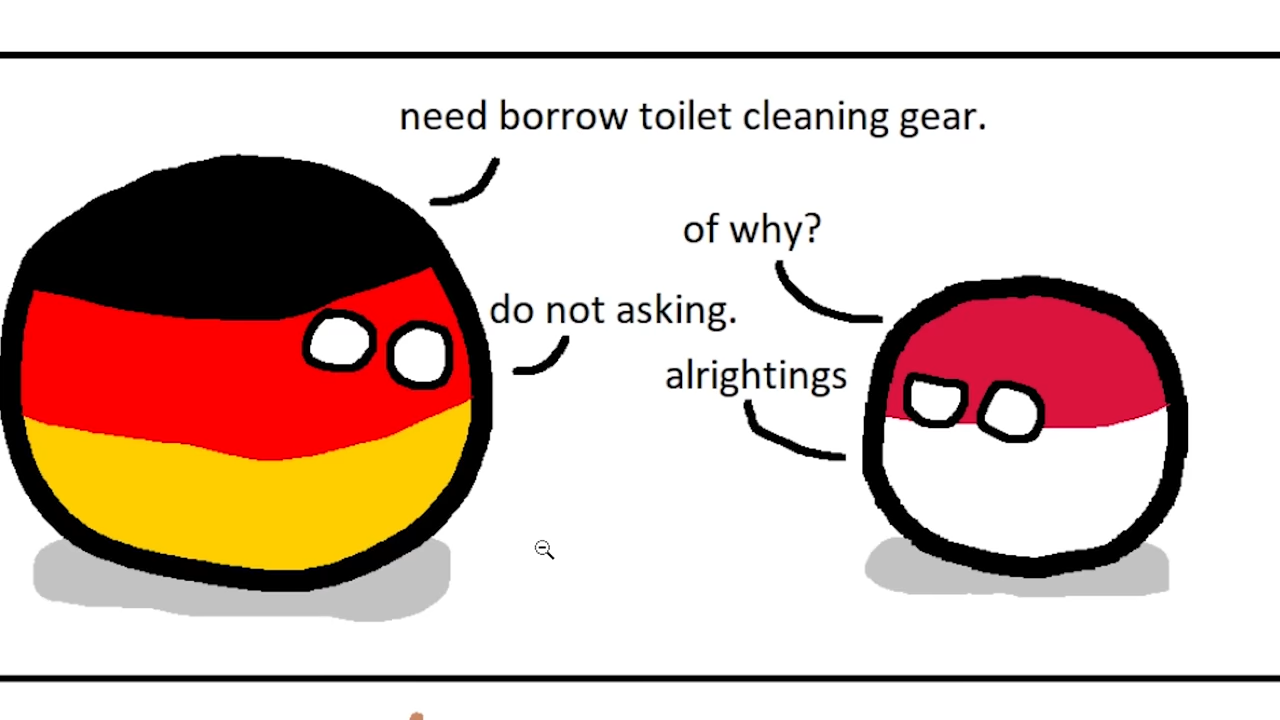 need borrow toilet cleaning gear.
of why?
do not asking.
alrightings